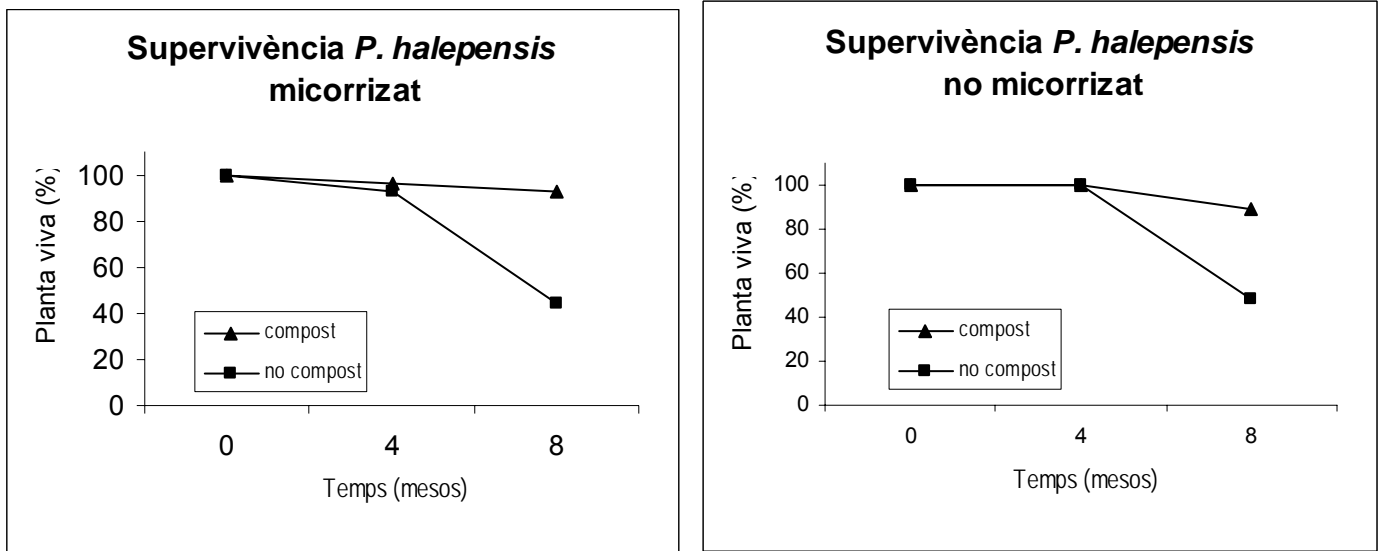 Supervivència P. halepensis
micorrizat
Planta viva (%)
100
80
60
40
20
0
compost
no compost
0 4 8
Temps (mesos)
Supervivència P. halepensis
no micorrizat
Planta viva (%)
100
80
60
40
20
0
compost
no compost
0 4 8
Temps (mesos)